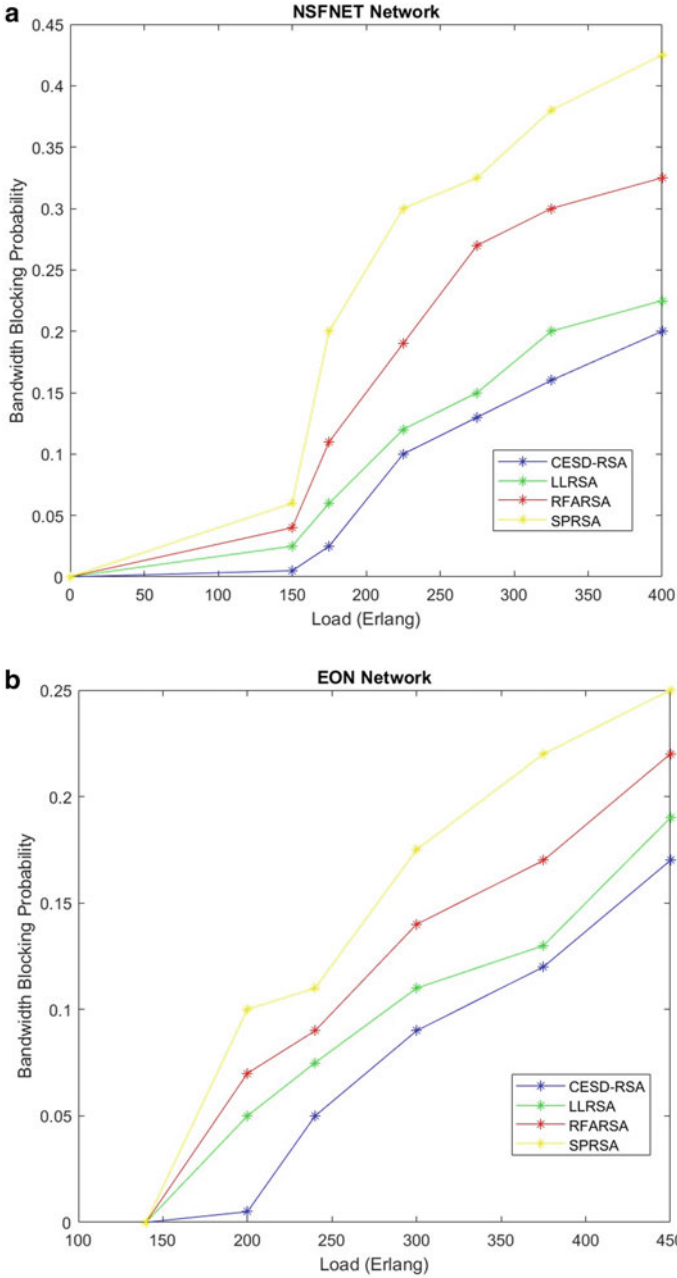 a
NSFNET Network
0.45
0.4
0.35
0.3
0.25
0.2
0.15
0.1
0.05
0
Bandwidth Blocking Probability
0 50 100 150 200 250 300 350 400
Load (Erlang)
CESD-RSA
LLRSA
RFARSA
SPRSA
b
EON Network
0.25
0.2
0.15
0.1
0.05
0
Bandwidth Blocking Probability
100 150 200 250 300 350 400 450
Load (Erlang)
CESD-RSA
LLRSA
RFARSA
SPRSA